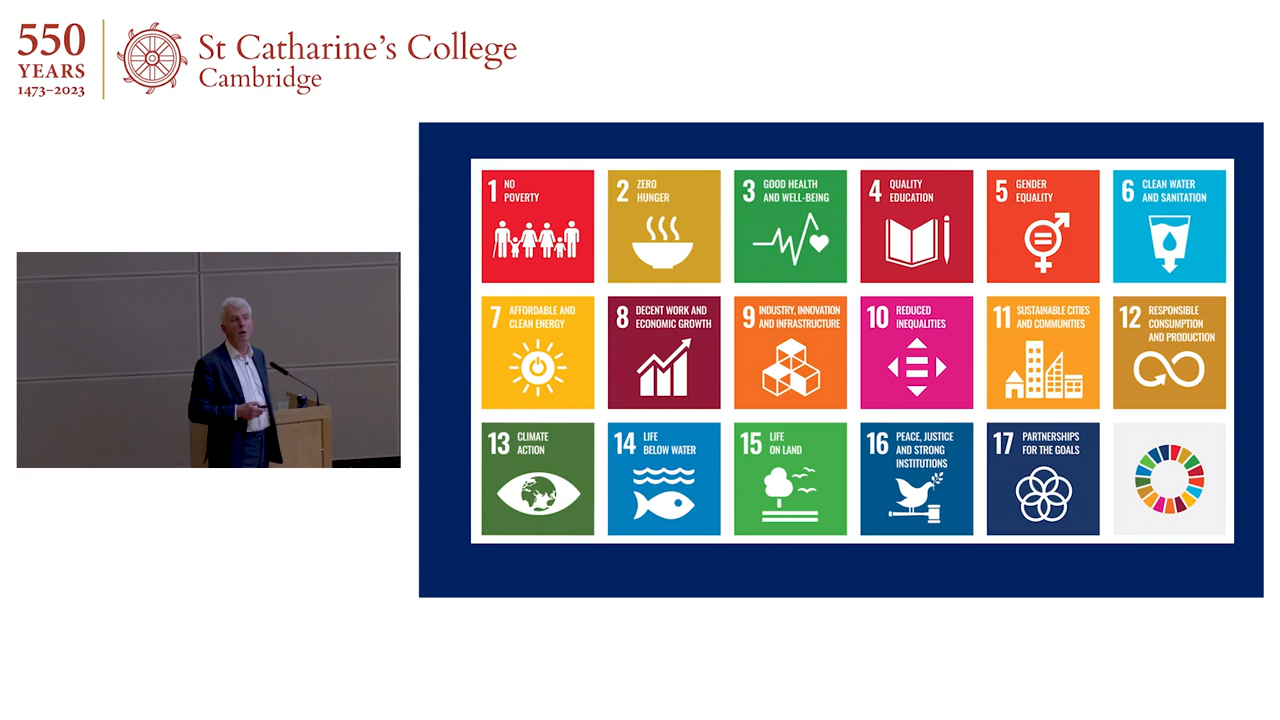 550
YEARS
1473–2023
St Catharine's College
Cambridge
1 NO
POVERTY
2 ZERO
HUNGER
3 GOOD HEALTH
AND WELL-BEING
4 QUALITY
EDUCATION
5 GENDER
EQUALITY
6 CLEAN WATER
AND SANITATION
7 AFFORDABLE AND
CLEAN ENERGY
8 DECENT WORK AND
ECONOMIC GROWTH
9 INDUSTRY, INNOVATION
AND INFRASTRUCTURE
10 REDUCED
INEQUALITIES
11 SUSTAINABLE CITIES
AND COMMUNITIES
12 RESPONSIBLE
CONSUMPTION
AND PRODUCTION
13 CLIMATE
ACTION
14 LIFE
BELOW WATER
15 LIFE
ON LAND
16 PEACE, JUSTICE
AND STRONG
INSTITUTIONS
17 PARTNERSHIPS
FOR THE GOALS